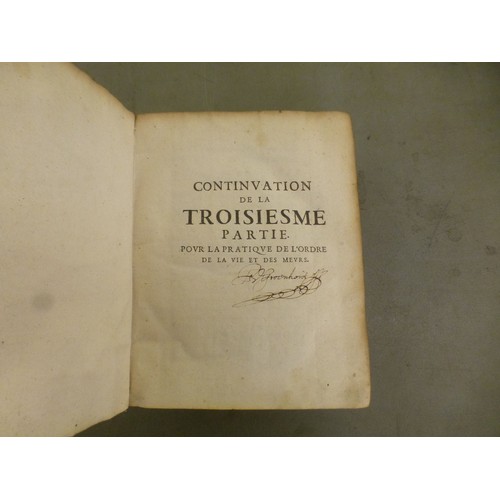 CONTINVATION
DE LA
TROISIESME
PARTIE.
POVR LA PRATIQVE DE L'ORDRE
DE LA VIE ET DES MEVRS.